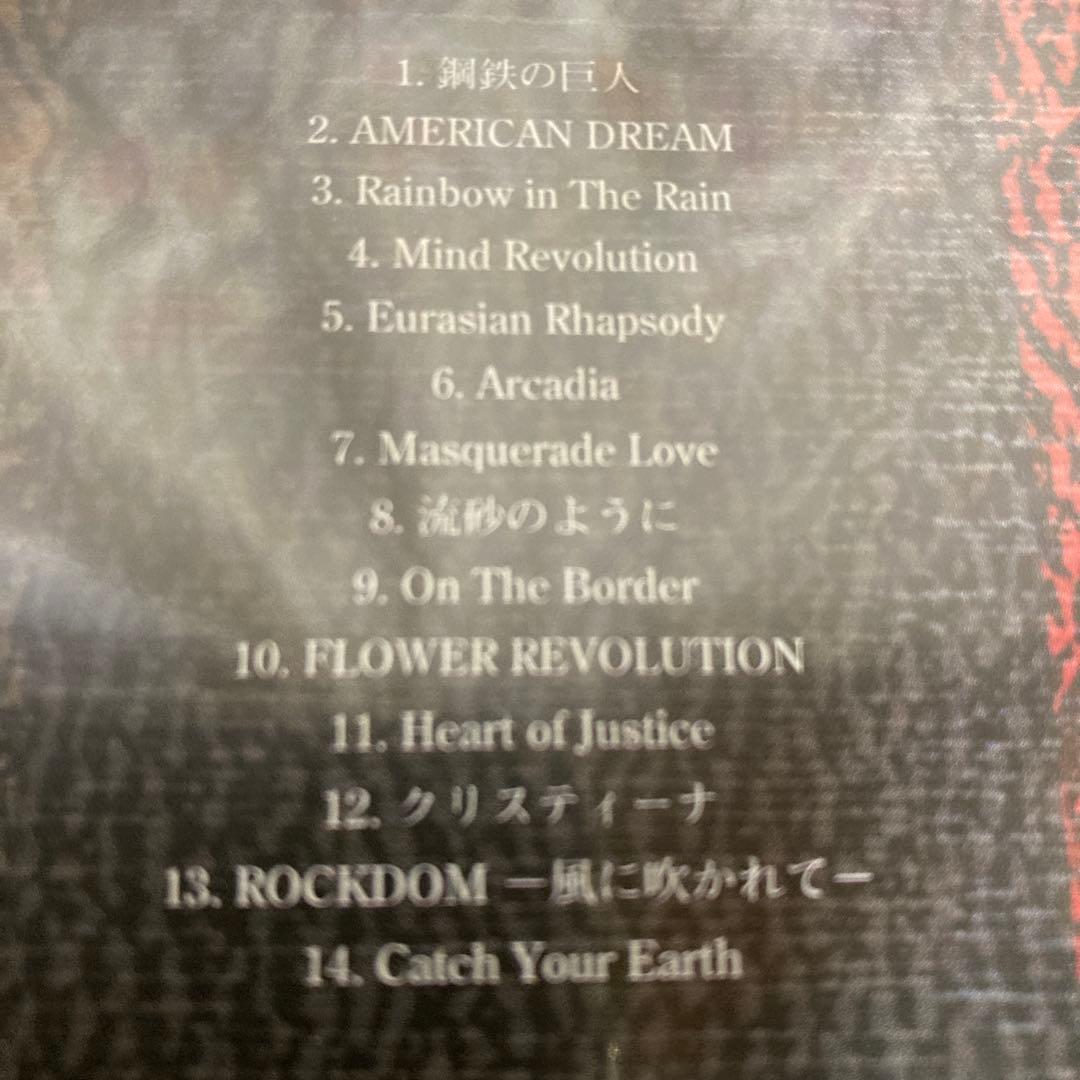 1. 鋼鉄の巨人
2. AMERICAN DREAM
3. Rainbow in The Rain
4. Mind Revolution
5. Eurasian Rhapsody
6. Arcadia
7. Masquerade Love
8. 流砂のように
9. On The Border
10. FLOWER REVOLUTION
11. Heart of Justice
12. クリスティーナ
13. ROCKDOM －風に吹かれて－
14. Catch Your Earth